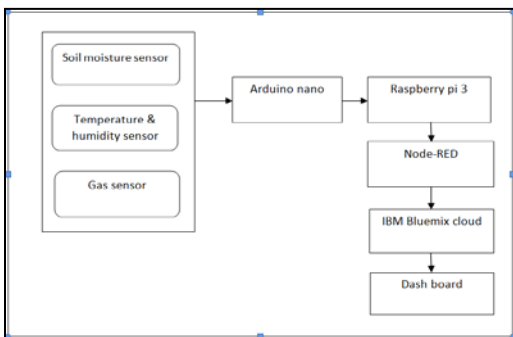 Soil moisture sensor
Temperature &
humidity sensor
Gas sensor
Arduino nano
Raspberry pi 3
Node-RED
IBM Bluemix cloud
Dash board